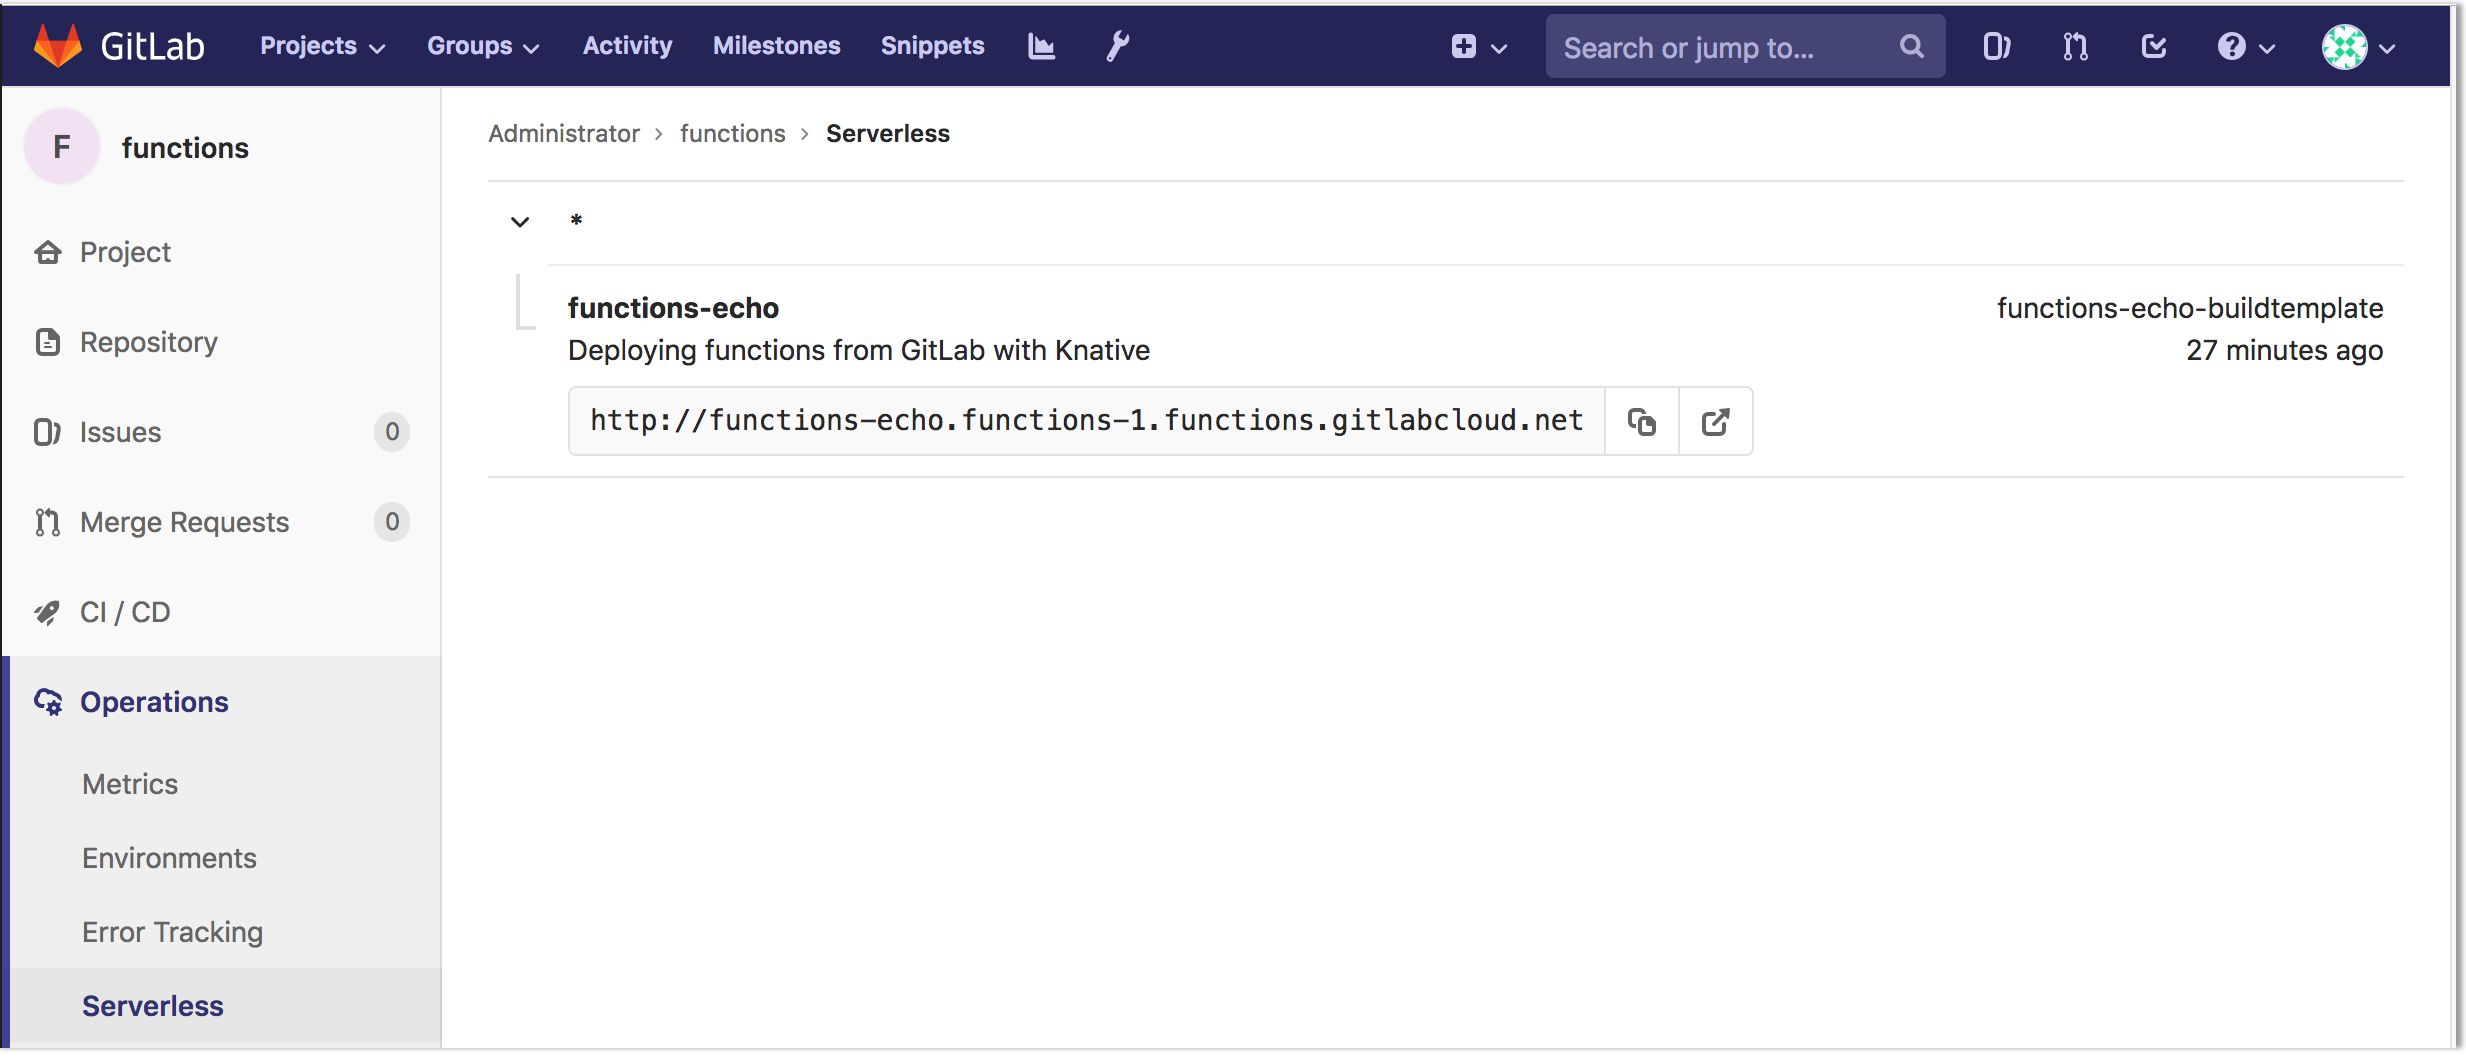 GitLab Projects Groups Activity Milestones Snippets Search or jump to...
F functions
Project
Repository
Issues 0
Merge Requests 0
CI / CD
Operations
Metrics
Environments
Error Tracking
Serverless
Administrator > functions > Serverless
*
functions-echo functions-echo-buildtemplate
Deploying functions from GitLab with Knative 27 minutes ago
http://functions-echo.functions-1.functions.gitlabcloud.net